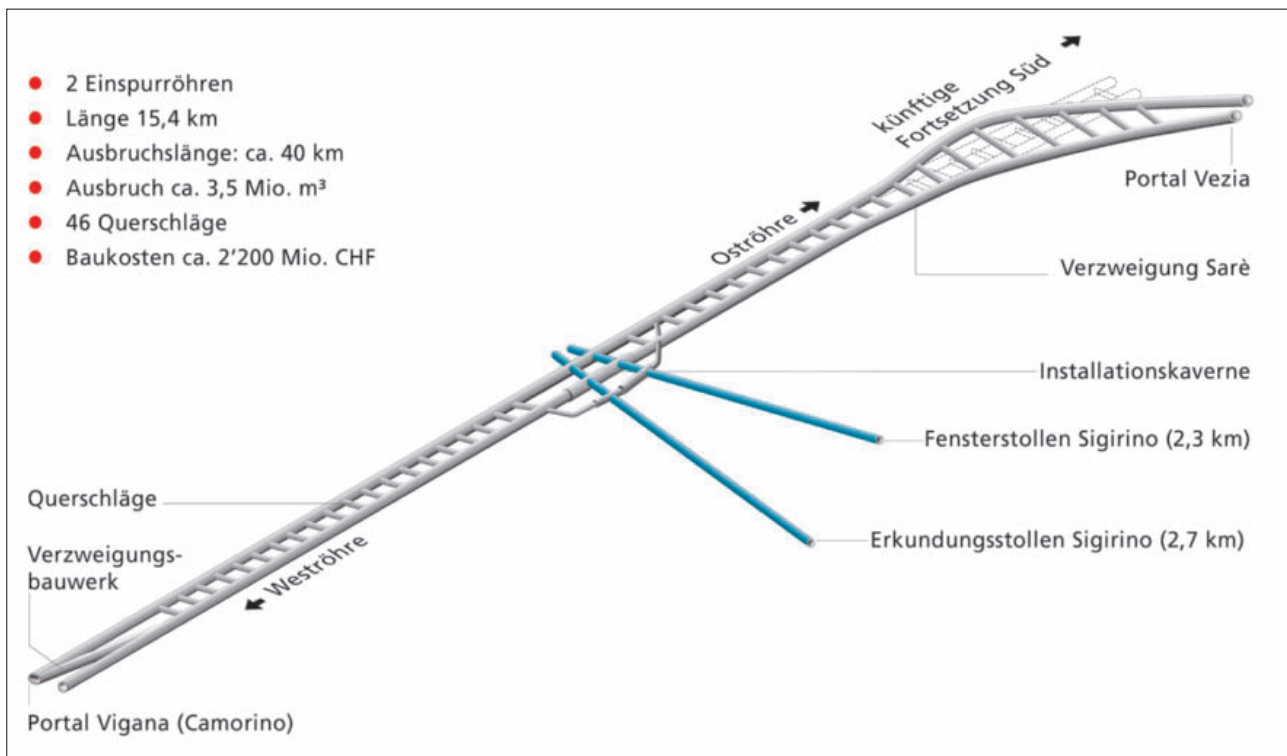 2 Einspurröhren
Länge 15,4 km
Ausbruchslänge: ca. 40 km
Ausbruch ca. 3,5 Mio. m³
46 Querschläge
Baukosten ca. 2’200 Mio. CHF
künftige
Fortsetzung Süd
Portal Vezia
Oströhre
Verzweigung Sarè
Installationskaverne
Fensterstollen Sigirino (2,3 km)
Querschläge
Erkundungsstollen Sigirino (2,7 km)
Verzweigungs-
bauwerk
Weströhre
Portal Vigana (Camorino)